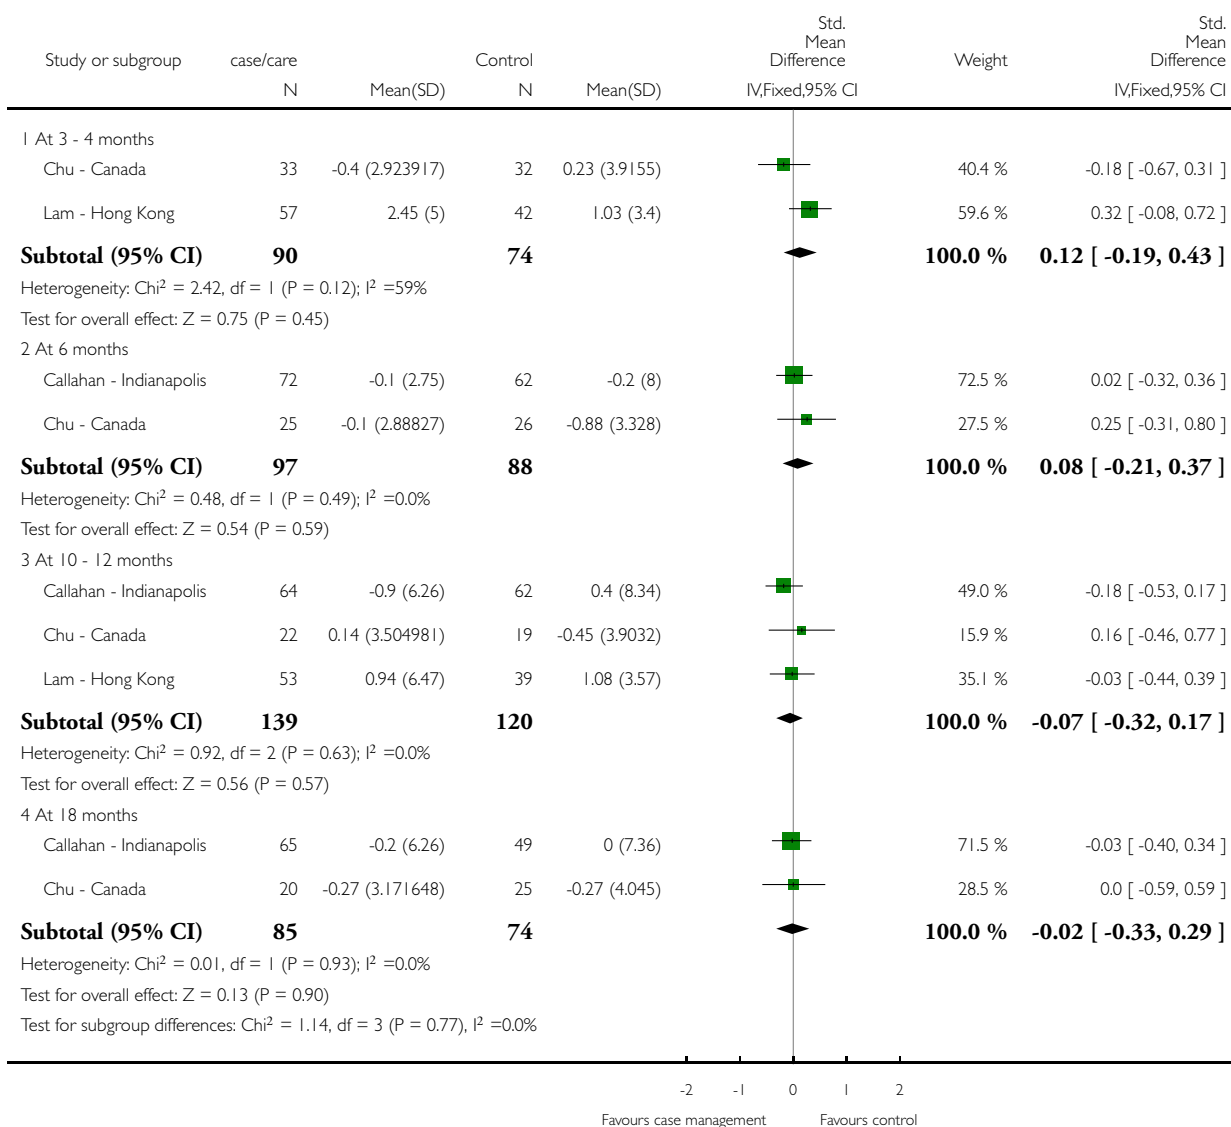 Std.
Mean
Difference
Std.
Mean
Difference
Study or subgroup case/care Control Weight
N Mean(SD) N Mean(SD) IV,Fixed,95% CI IV,Fixed,95% CI
1 At 3 - 4 months
Chu - Canada 33 -0.4 (2.923917) 32 0.23 (3.9155) 40.4 % -0.18 [ -0.67, 0.31 ]
Lam - Hong Kong 57 2.45 (5) 42 1.03 (3.4) 59.6 % 0.32 [ -0.08, 0.72 ]
Subtotal (95% CI) 90 74 100.0 % 0.12 [ -0.19, 0.43 ]
Heterogeneity: Chi² = 2.42, df = 1 (P = 0.12); I² =59%
Test for overall effect: Z = 0.75 (P = 0.45)
2 At 6 months
Callahan - Indianapolis 72 -0.1 (2.75) 62 -0.2 (8) 72.5 % 0.02 [ -0.32, 0.36 ]
Chu - Canada 25 -0.1 (2.88827) 26 -0.88 (3.328) 27.5 % 0.25 [ -0.31, 0.80 ]
Subtotal (95% CI) 97 88 100.0 % 0.08 [ -0.21, 0.37 ]
Heterogeneity: Chi² = 0.48, df = 1 (P = 0.49); I² =0.0%
Test for overall effect: Z = 0.54 (P = 0.59)
3 At 10 - 12 months
Callahan - Indianapolis 64 -0.9 (6.26) 62 0.4 (8.34) 49.0 % -0.18 [ -0.53, 0.17 ]
Chu - Canada 22 0.14 (3.504981) 19 -0.45 (3.9032) 15.9 % 0.16 [ -0.46, 0.77 ]
Lam - Hong Kong 53 0.94 (6.47) 39 1.08 (3.57) 35.1 % -0.03 [ -0.44, 0.39 ]
Subtotal (95% CI) 139 120 100.0 % -0.07 [ -0.32, 0.17 ]
Heterogeneity: Chi² = 0.92, df = 2 (P = 0.63); I² =0.0%
Test for overall effect: Z = 0.56 (P = 0.57)
4 At 18 months
Callahan - Indianapolis 65 -0.2 (6.26) 49 0 (7.36) 71.5 % -0.03 [ -0.40, 0.34 ]
Chu - Canada 20 -0.27 (3.171648) 25 -0.27 (4.045) 28.5 % 0.0 [ -0.59, 0.59 ]
Subtotal (95% CI) 85 74 100.0 % -0.02 [ -0.33, 0.29 ]
Heterogeneity: Chi² = 0.01, df = 1 (P = 0.93); I² =0.0%
Test for overall effect: Z = 0.13 (P = 0.90)
Test for subgroup differences: Chi² = 1.14, df = 3 (P = 0.77), I² =0.0%
-2 -1 0 1 2
Favours case management Favours control